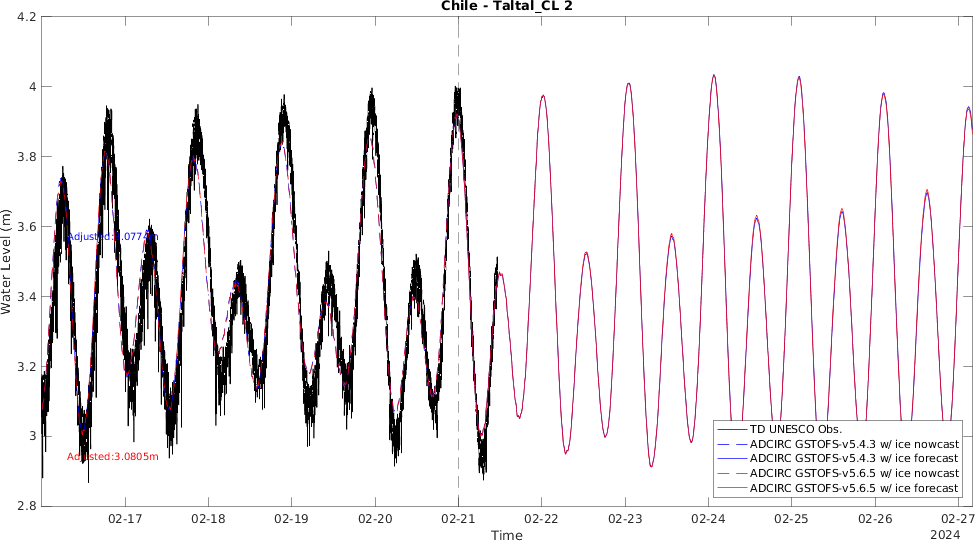 Chile - Taltal_CL 2
4.2
4
3.8
3.6
3.4
3.2
3
2.8
Water Level (m)
Adjusted:3.0774m
Adjusted:3.0805m
TD UNESCO Obs.
ADCIRC GSTOFS-v5.4.3 w/ ice nowcast
ADCIRC GSTOFS-v5.4.3 w/ ice forecast
ADCIRC GSTOFS-v5.6.5 w/ ice nowcast
ADCIRC GSTOFS-v5.6.5 w/ ice forecast
02-17 02-18 02-19 02-20 02-21 02-22 02-23 02-24 02-25 02-26 02-27
Time
2024